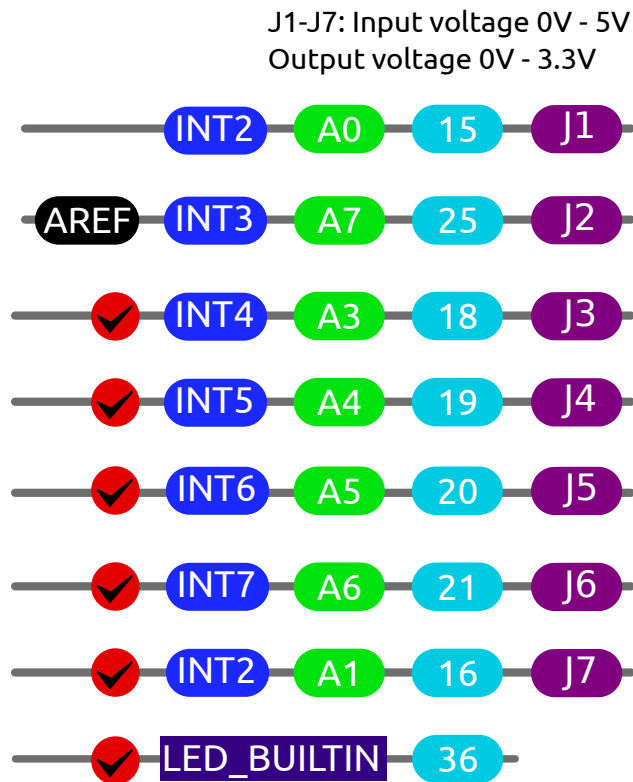 J1-J7: Input voltage 0V - 5V
Output voltage 0V - 3.3V
INT2 A0 15 J1
AREF INT3 A7 25 J2
INT4 A3 18 J3
INT5 A4 19 J4
INT6 A5 20 J5
INT7 A6 21 J6
INT2 A1 16 J7
LED_BUILTIN 36